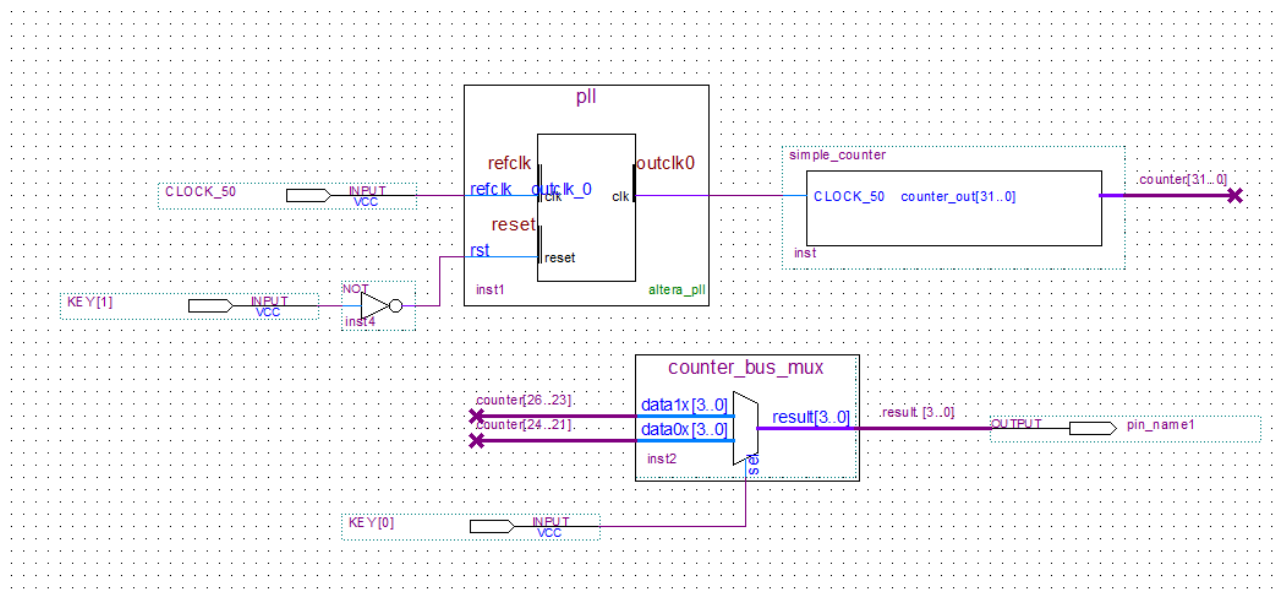 pll
refclk
outclk0
CLOCK_50
INPUT
VCC
refclk
outclk_0
clk
clk
reset
rst
reset
inst1
altera_pll
simple_counter
CLOCK_50
counter_out[31..0]
inst
counter[31..0]
KEY[1]
INPUT
VCC
NOT
inst4
counter_bus_mux
counter[26..23]
data1x[3..0]
counter[24..21]
data0x[3..0]
result[3..0]
inst2
sel
result [3..0]
OUTPUT
pin_name1
KEY[0]
INPUT
VCC